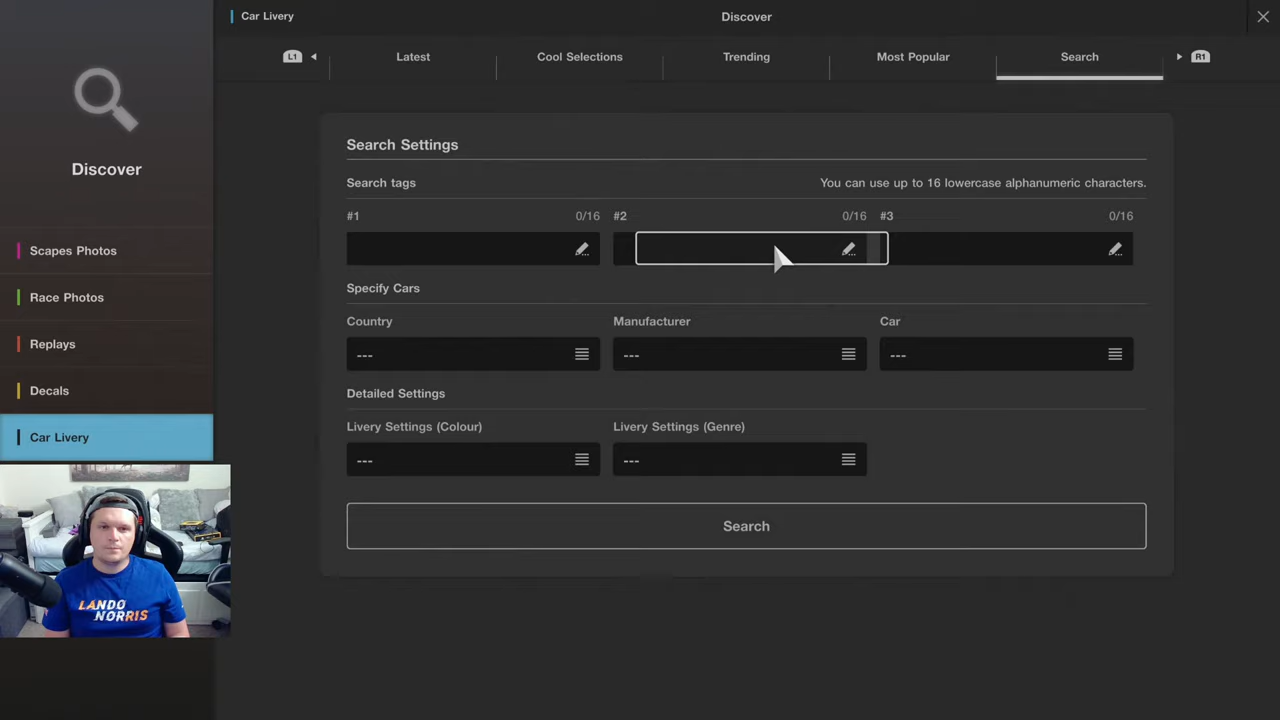 Car Livery
Discover
L1
Latest
Cool Selections
Trending
Most Popular
Search
R1
Discover
Scapes Photos
Race Photos
Replays
Decals
Car Livery
Search Settings
Search tags
You can use up to 16 lowercase alphanumeric characters.
#1 0/16
#2 0/16
#3 0/16
Specify Cars
Country
Manufacturer
Car
---
---
---
Detailed Settings
Livery Settings (Colour)
Livery Settings (Genre)
---
---
Search
LANDO
NORRIS